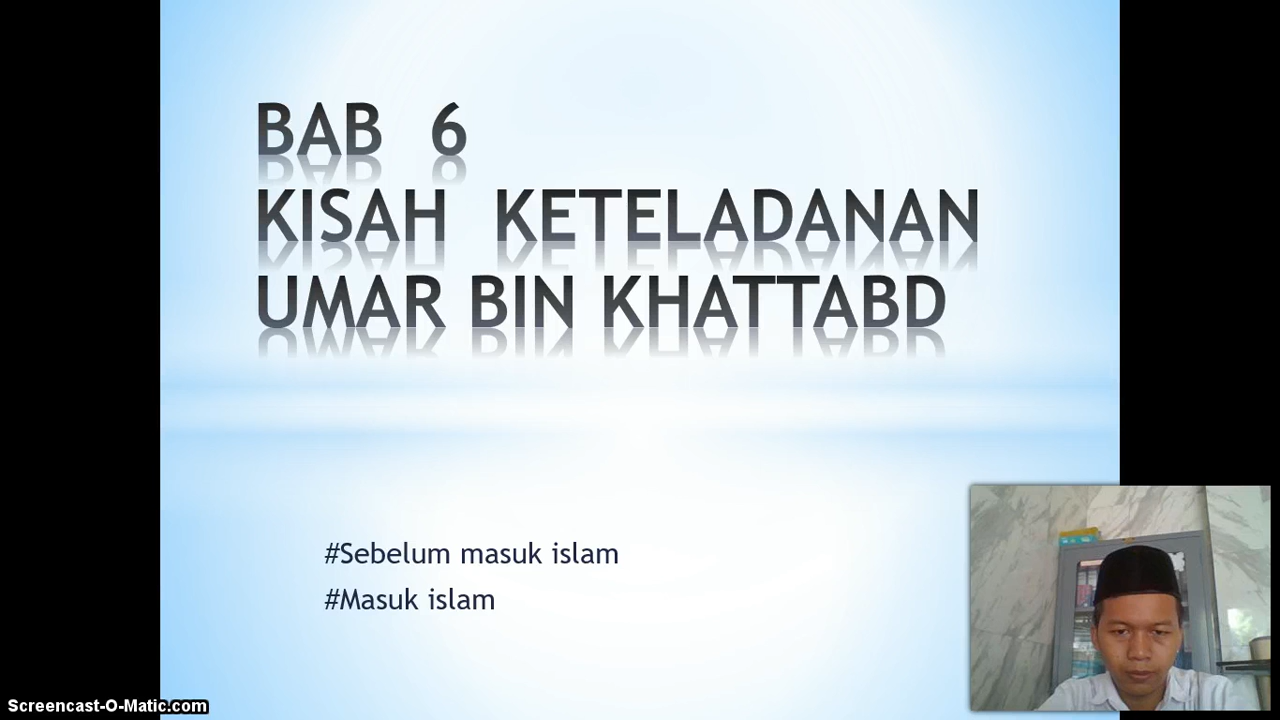 BAB 6
KISAH KETELADANAN
UMAR BIN KHATTABD
#Sebelum masuk islam
#Masuk islam
Screencast-O-Matic.com